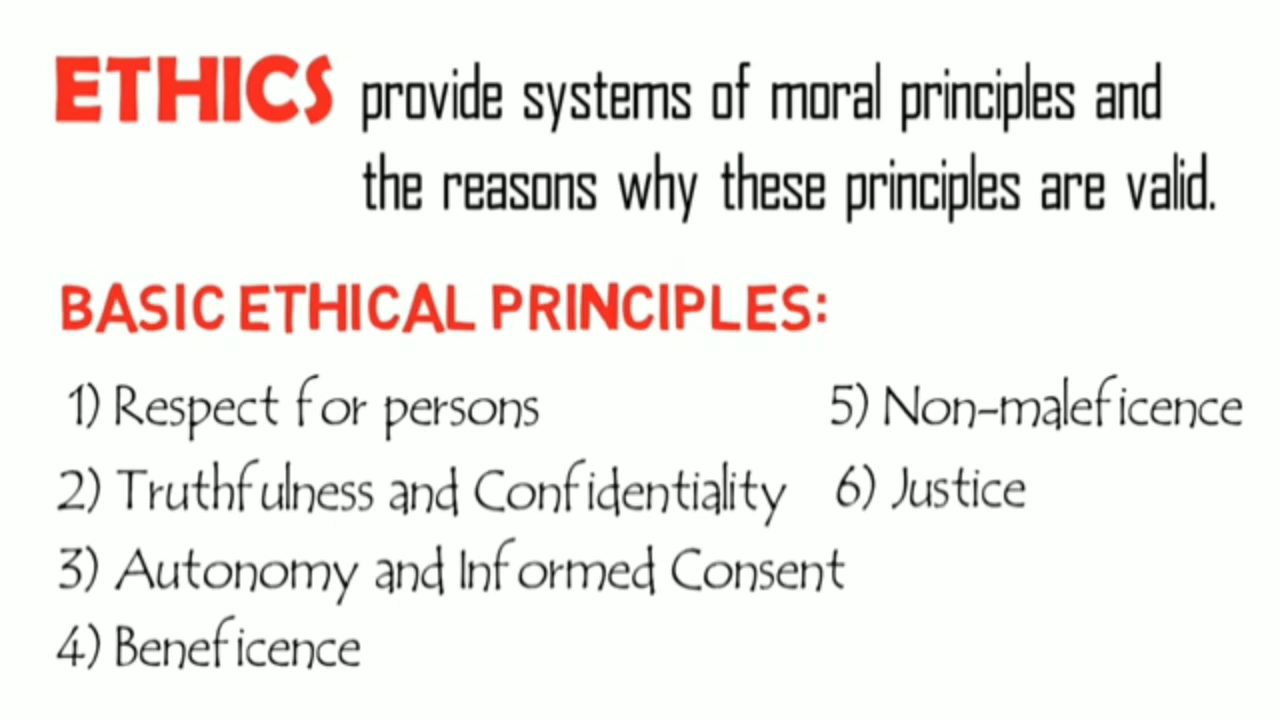 ETHICS provide systems of moral principles and
the reasons why these principles are valid.
BASIC ETHICAL PRINCIPLES:
1) Respect for persons
2) Truthfulness and Confidentiality
3) Autonomy and Informed Consent
4) Beneficence
5) Non-maleficence
6) Justice